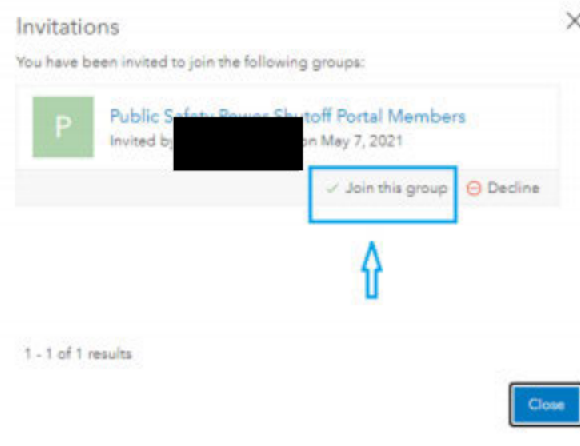 Invitations
You have been invited to join the following groups:
P
Public Safety Power Shutoff Portal Members
Invited by on May 7, 2021
Join this group Decline
1 - 1 of 1 results
Close